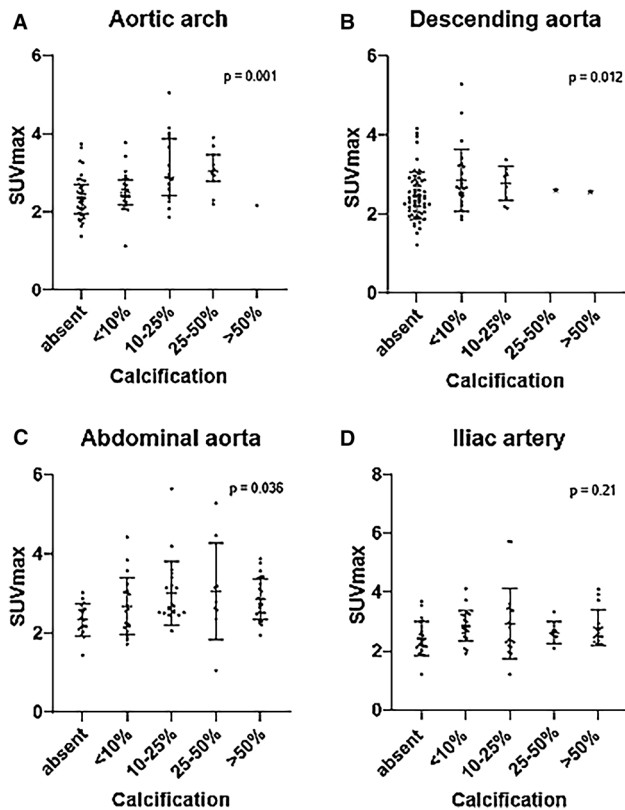 A Aortic arch
p = 0.001
SUVmax
6
4
2
0
absent <10% 10-25% 25-50% >50%
Calcification
B Descending aorta
p = 0.012
SUVmax
6
4
2
0
absent <10% 10-25% 25-50% >50%
Calcification
C Abdominal aorta
p = 0.036
SUVmax
6
4
2
0
absent <10% 10-25% 25-50% >50%
Calcification
D Iliac artery
p = 0.21
SUVmax
8
6
4
2
0
absent <10% 10-25% 25-50% >50%
Calcification